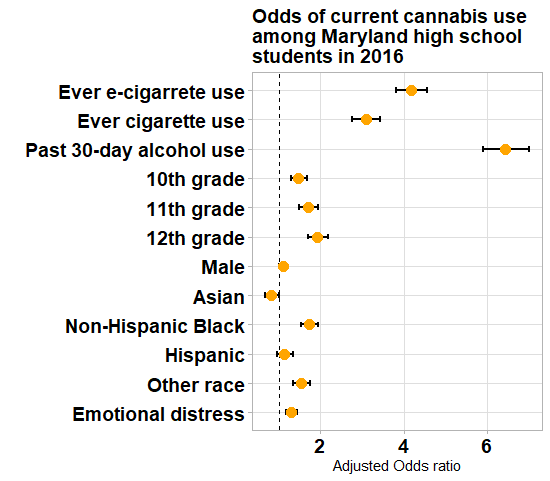 Odds of current cannabis use
among Maryland high school
students in 2016
Ever e-cigarrete use
Ever cigarette use
Past 30-day alcohol use
10th grade
11th grade
12th grade
Male
Asian
Non-Hispanic Black
Hispanic
Other race
Emotional distress
2 4 6
Adjusted Odds ratio